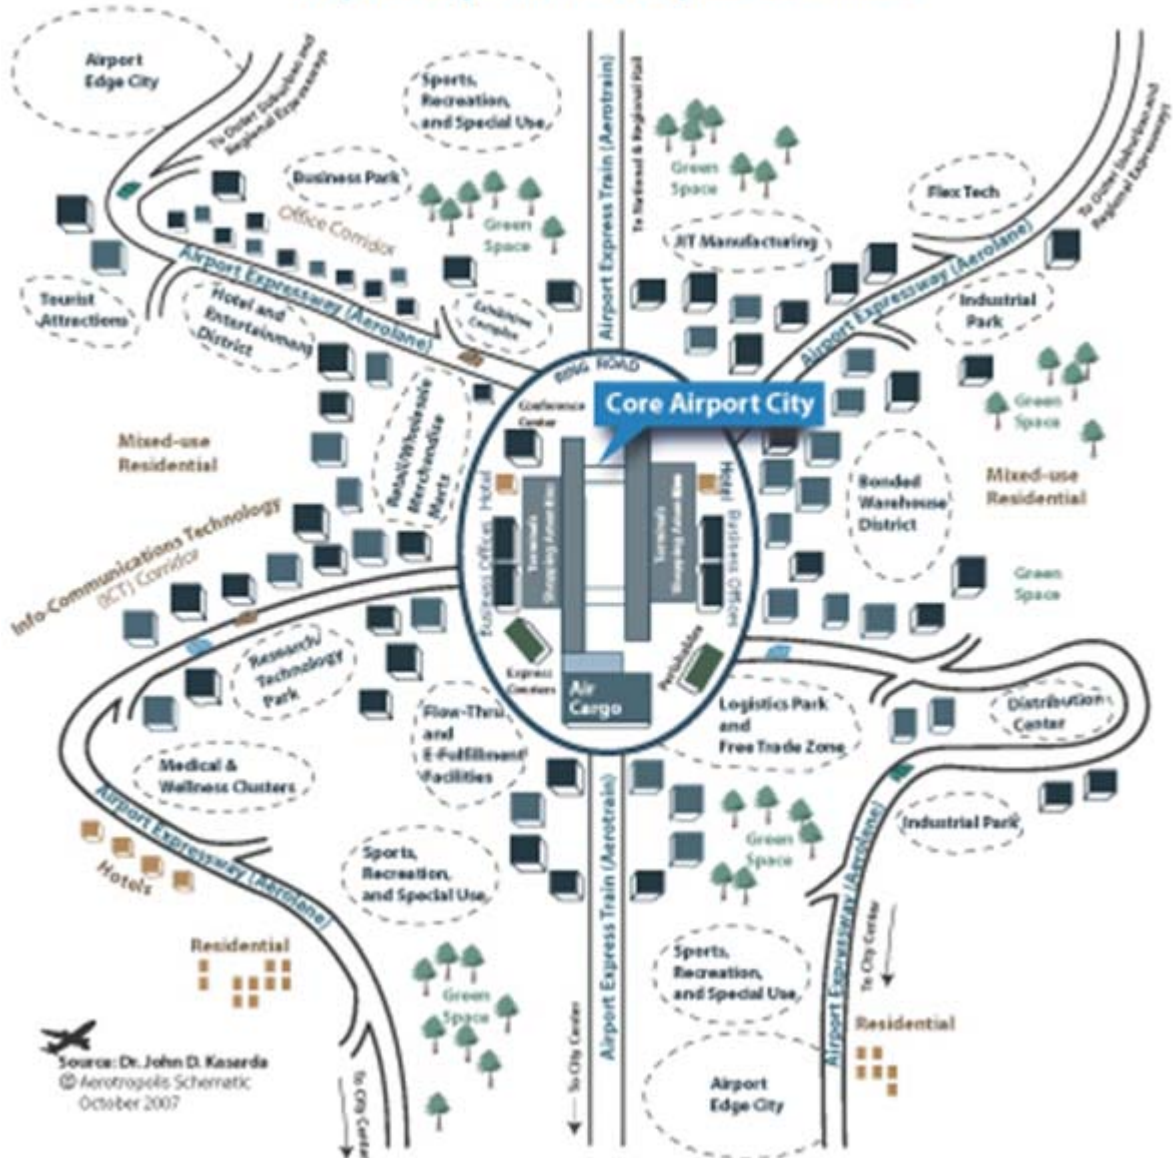 Airport
Edge City
To Outer Suburban and
Regional Expressways
Sports,
Recreation,
and Special Use
Airport Express Train (Aerotrain)
To National & Regional Rail
Green
Space
Business Park
Office Corridor
Green
Space
Flex Tech
To Outer Suburban and
Regional Expressways
JIT Manufacturing
Airport Expressway (Aerolane)
Airport Expressway (Aerolane)
Tourist
Attractions
Hotel and
Entertainment
District
Exhibition
Complex
Industrial
Park
Ring Road
Core Airport City
Conference
Center
Green
Space
Mixed-use
Residential
Retail/Wholesale
Merchandise
Marts
Hotel
Business Offices
Terminals
Shopping
Terminals
Shopping
Hotel
Business Offices
Bonded
Warehouse
District
Mixed-use
Residential
Info-Communications Technology
(ICT) Corridor
Green
Space
Research/
Technology
Park
Express
Couriers
Air
Cargo
Perishables
Flow-Thru
and
E-Fulfillment
Facilities
Logistics Park
and
Free Trade Zone
Distribution
Center
Medical &
Wellness Clusters
Airport Expressway (Aerolane)
Hotels
Sports,
Recreation,
and Special Use
Airport Express Train (Aerotrain)
Green
Space
Industrial Park
Airport Expressway (Aerolane)
To City Center
Residential
Green
Space
Sports,
Recreation,
and Special Use
Residential
Source: Dr. John D. Kasarda
© Aerotropolis Schematic
October 2007
To City Center
To City Center
Airport
Edge City